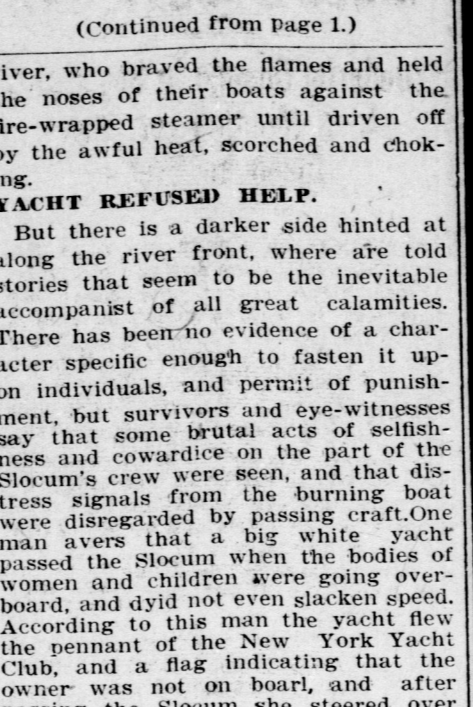 (Continued from page 1.)
iver, who braved the flames and held
he noses of their boats against the
ire-wrapped steamer until driven off
by the awful heat, scorched and chok-
ng.
YACHT REFUSED HELP.
But there is a darker side hinted at
along the river front, where are told
stories that seem to be the inevitable
accompanist of all great calamities.
There has been no evidence of a char-
acter specific enough to fasten it up-
on individuals, and permit of punish-
ment, but survivors and eye-witnesses
say that some brutal acts of selfish-
ness and cowardice on the part of the
Slocum's crew were seen, and that dis-
tress signals from the burning boat
were disregarded by passing craft.One
man avers that a big white yacht
passed the Slocum when the bodies of
women and children were going over-
board, and dyid not even slacken speed.
According to this man the yacht flew
the pennant of the New York Yacht
Club, and a flag indicating that the
owner was not on boarl, and after
the Slocum she steered over